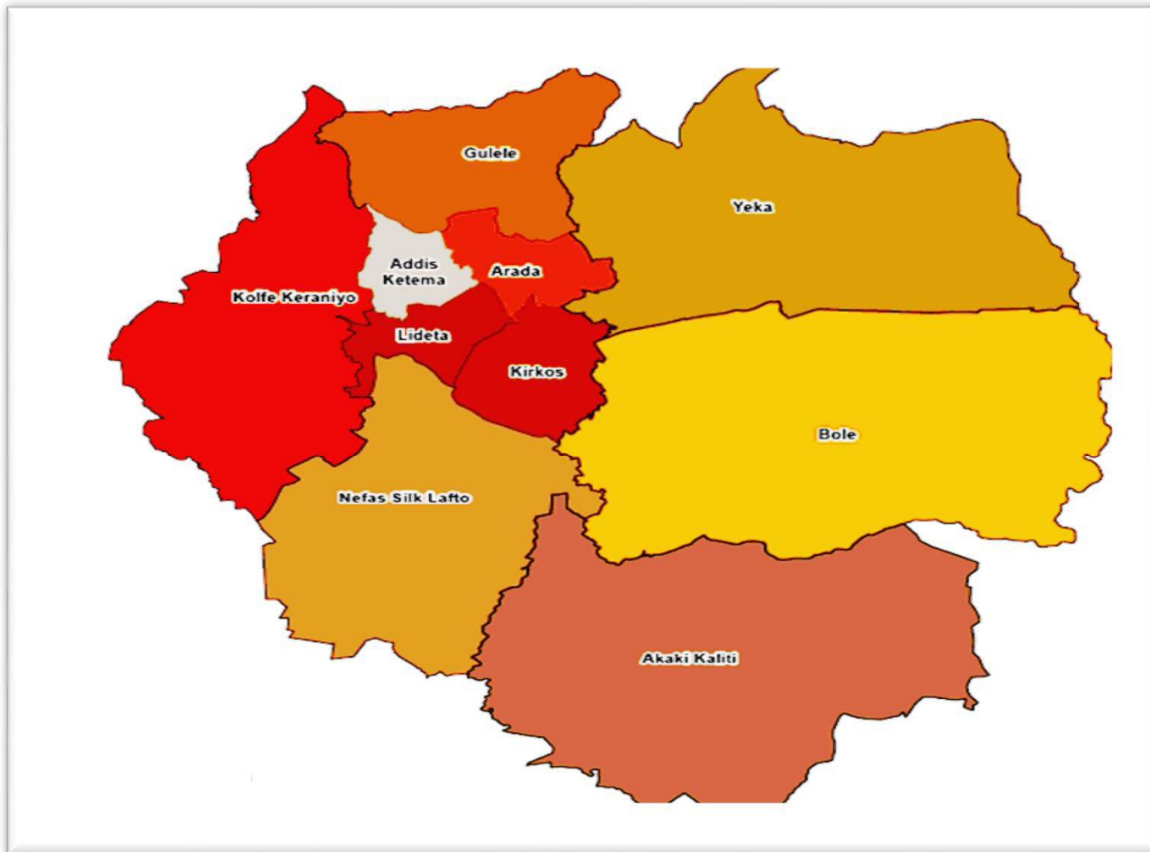 Gulele
Yeka
Addis
Ketema
Arada
Kolfe Keraniyo
Lideta
Kirkos
Bole
Nefas Silk Lafto
Akaki Kaliti